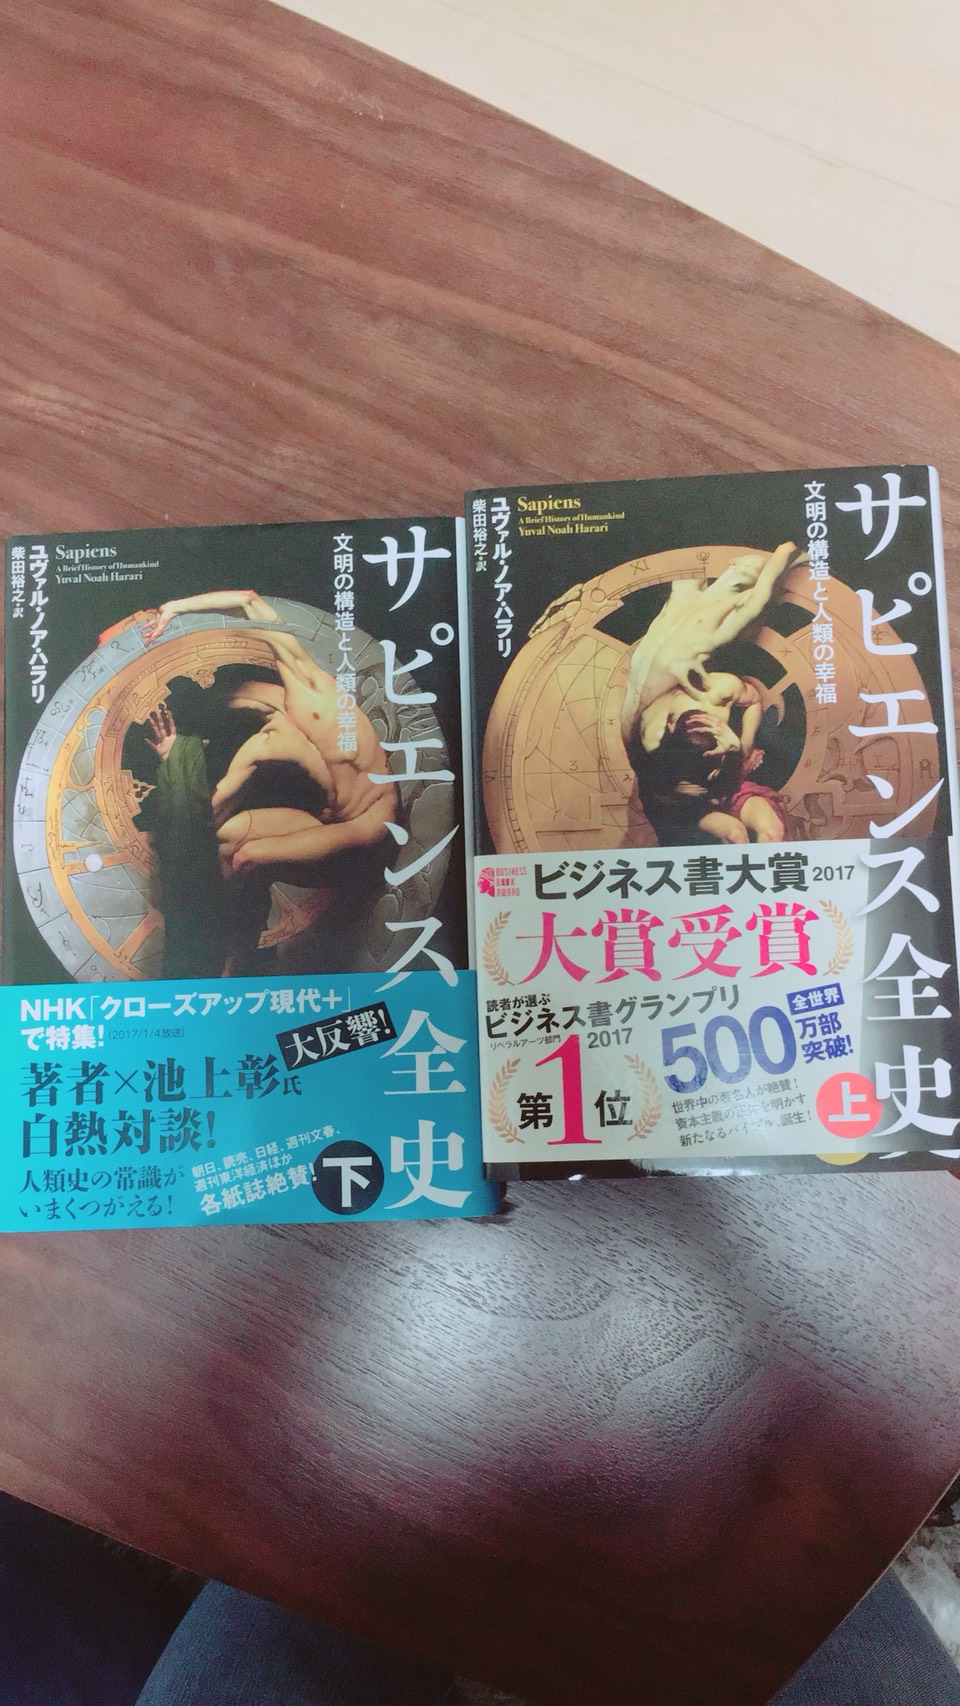 サピエンス全史
文明の構造と人類の幸福
Sapiens
A Brief History of Humankind
Yuval Noah Harari
ユヴァル・ノア・ハラリ
柴田裕之・訳
NHK「クローズアップ現代+」
で特集!(2017/1/4放送)
大反響!
著者×池上彰氏
白熱対談!
人類史の常識が
いまくつがえる!
朝日、読売、日経、週刊文春、
週刊東洋経済ほか
各紙誌絶賛!
下
サピエンス全史
文明の構造と人類の幸福
Sapiens
A Brief History of Humankind
Yuval Noah Harari
ユヴァル・ノア・ハラリ
柴田裕之・訳
BUSINESS
BOOK
AWARD
ビジネス書大賞2017
大賞受賞
読者が選ぶ
ビジネス書グランプリ
リベラルアーツ部門
2017
第1位
全世界
500万部
突破!
世界中の著名人が絶賛!
資本主義の正体を明かす
新たなバイブル、誕生!
上